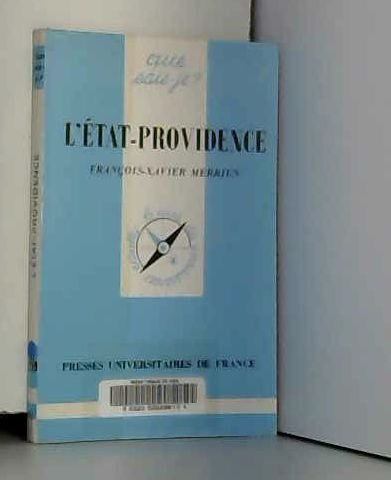 que
sais-je?
L'ÉTAT-PROVIDENCE
FRANÇOIS-XAVIER MERRIEN
PRESSES UNIVERSITAIRES DE FRANCE
L'ÉTAT-PROVIDENCE